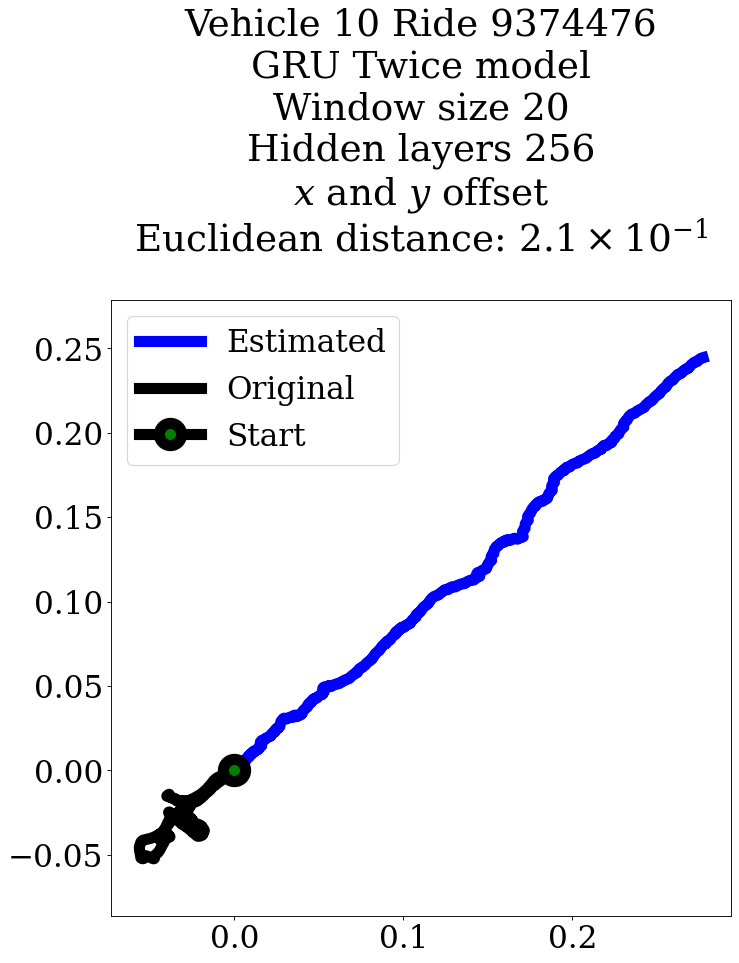 Vehicle 10 Ride 9374476
GRU Twice model
Window size 20
Hidden layers 256
x and y offset
Euclidean distance: 2.1 × 10⁻¹
Estimated
Original
Start
0.25
0.20
0.15
0.10
0.05
0.00
−0.05
0.0 0.1 0.2